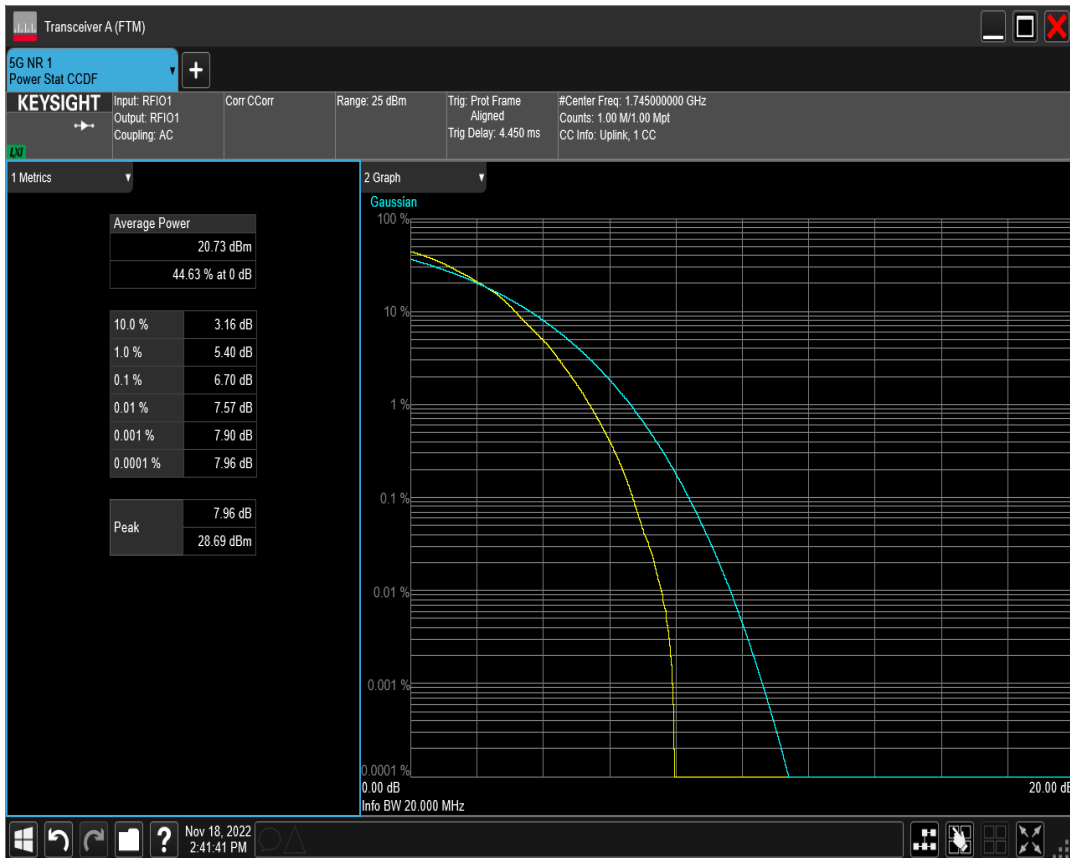 Transceiver A (FTM)
5G NR 1
Power Stat CCDF
+
KEYSIGHT
LXI
Input: RFIO1
Output: RFIO1
Coupling: AC
Corr CCorr
Range: 25 dBm
Trig: Prot Frame
Aligned
Trig Delay: 4.450 ms
#Center Freq: 1.745000000 GHz
Counts: 1.00 M/1.00 Mpt
CC Info: Uplink, 1 CC
1 Metrics
Average Power
20.73 dBm
44.63 % at 0 dB
10.0 % 3.16 dB
1.0 % 5.40 dB
0.1 % 6.70 dB
0.01 % 7.57 dB
0.001 % 7.90 dB
0.0001 % 7.96 dB
Peak
7.96 dB
28.69 dBm
2 Graph
Gaussian
100 %
10 %
1 %
0.1 %
0.01 %
0.001 %
0.0001 %
0.00 dB 20.00 dB
Info BW 20.000 MHz
?
Nov 18, 2022
2:41:41 PM